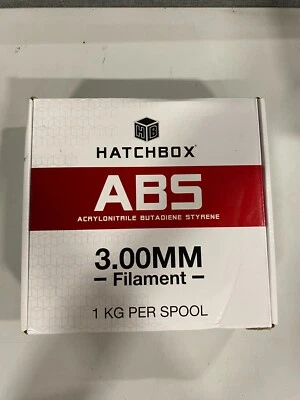 HB
HATCHBOX
ABS
ACRYLONITRILE BUTADIENE STYRENE
3.00MM
- Filament -
1 KG PER SPOOL